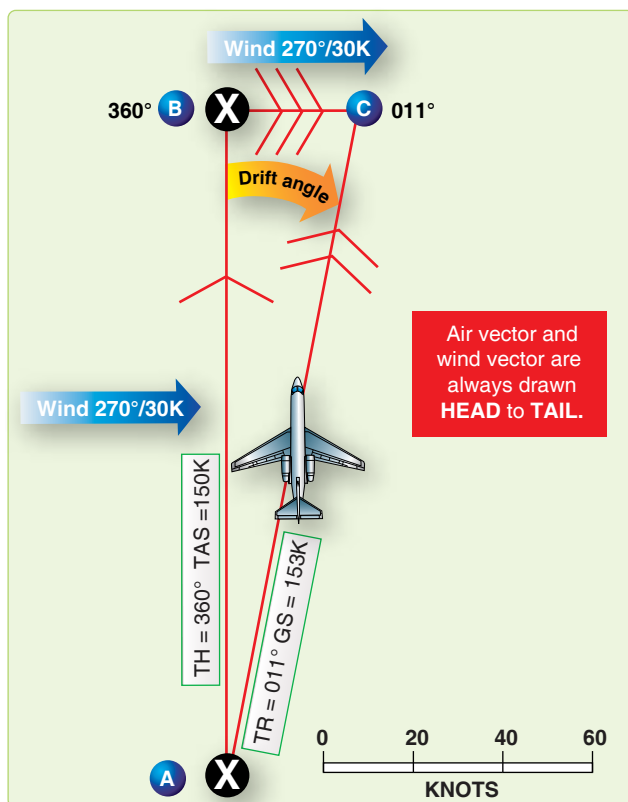 Wind 270°/30K
360° B X C 011°
Drift angle
Air vector and
wind vector are
always drawn
HEAD to TAIL.
Wind 270°/30K
TH = 360° TAS =150K
TR = 011° GS = 153K
A X
0 20 40 60
KNOTS